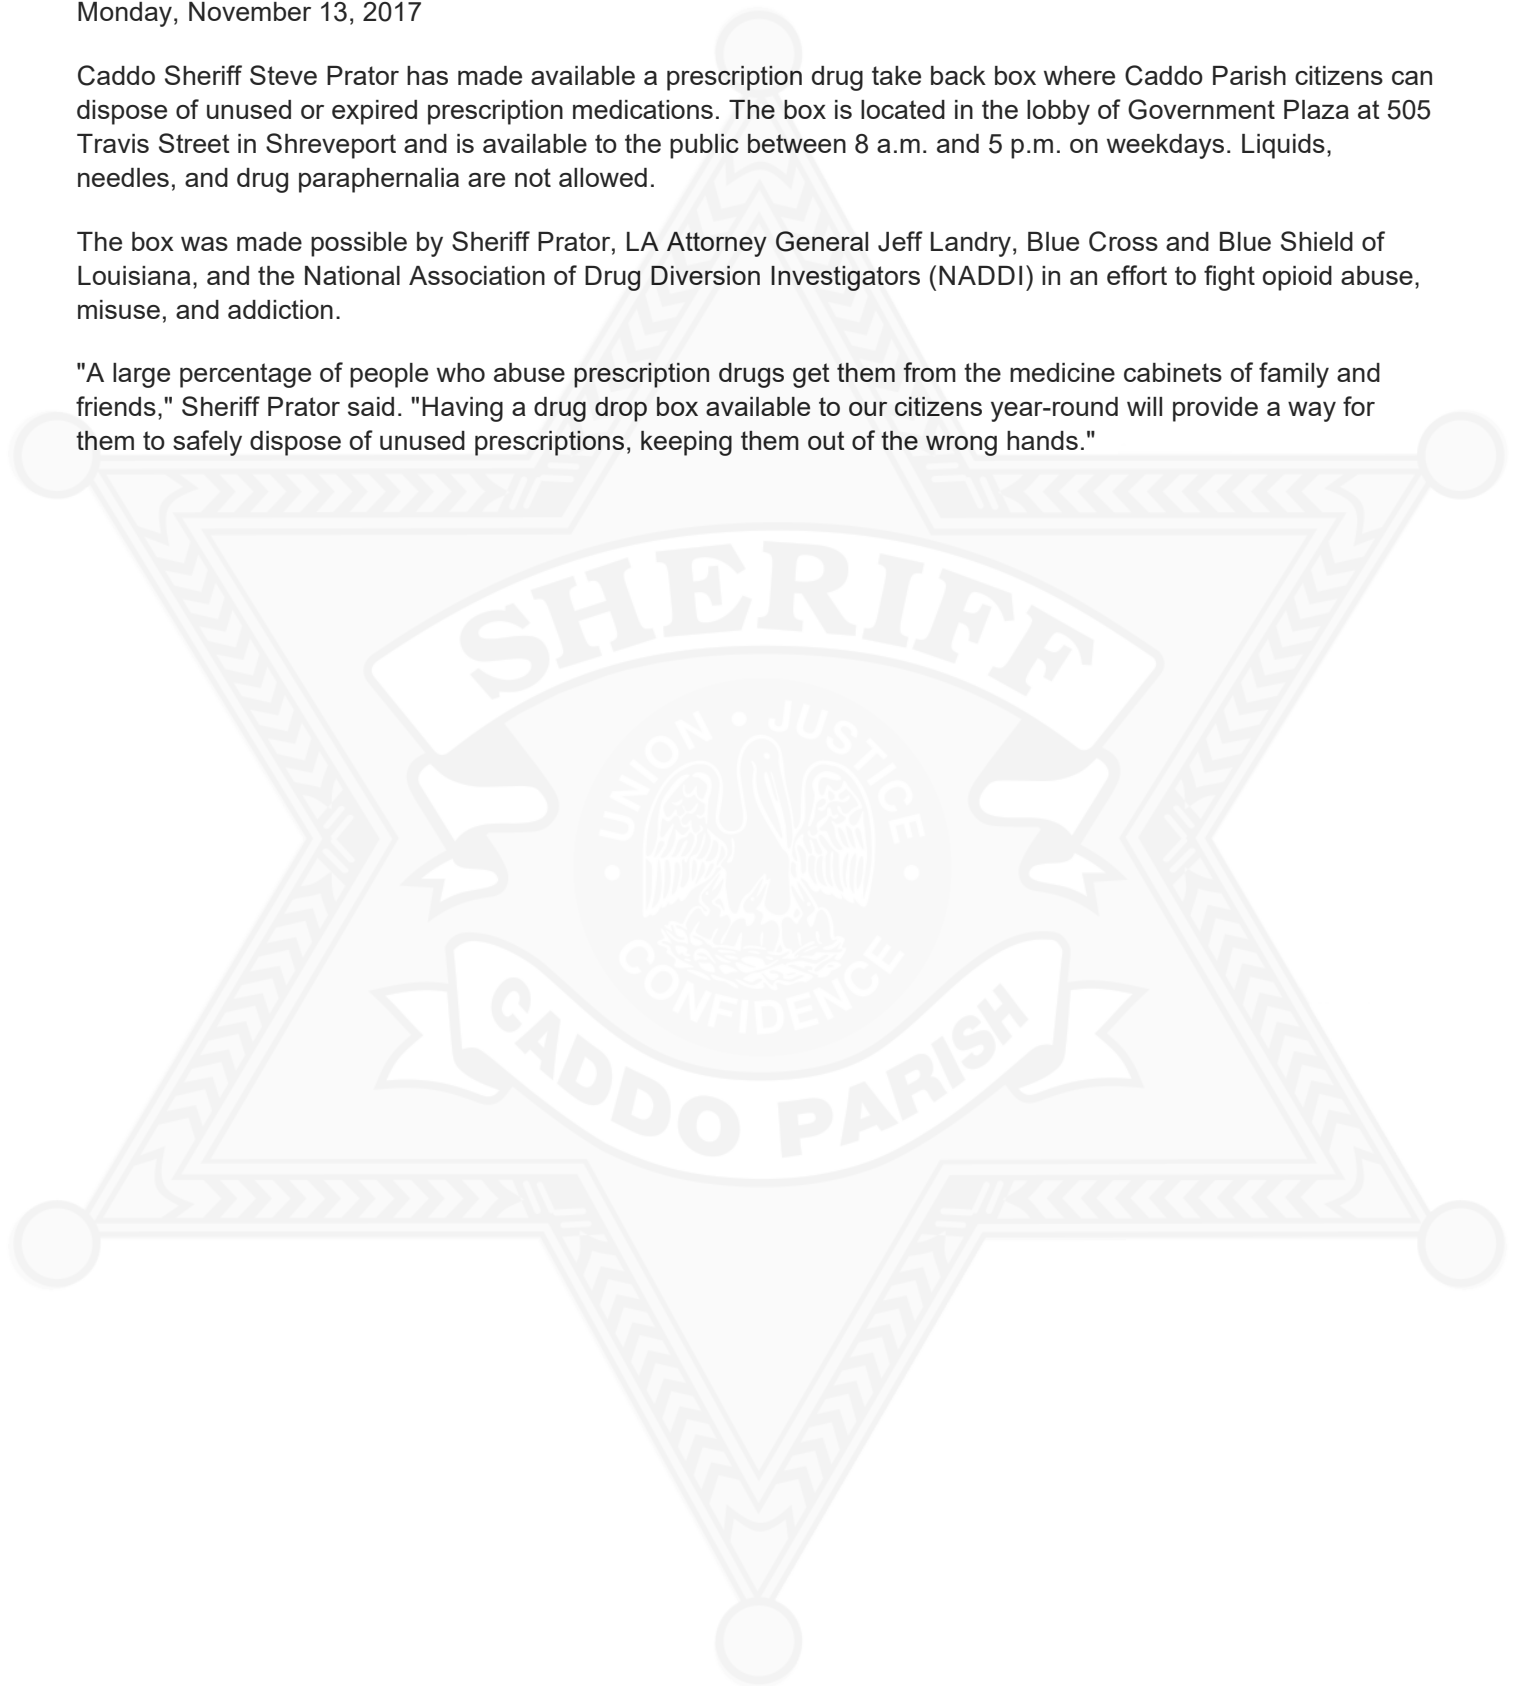 Monday, November 13, 2017
Caddo Sheriff Steve Prator has made available a prescription drug take back box where Caddo Parish citizens can
dispose of unused or expired prescription medications. The box is located in the lobby of Government Plaza at 505
Travis Street in Shreveport and is available to the public between 8 a.m. and 5 p.m. on weekdays. Liquids,
needles, and drug paraphernalia are not allowed.
The box was made possible by Sheriff Prator, LA Attorney General Jeff Landry, Blue Cross and Blue Shield of
Louisiana, and the National Association of Drug Diversion Investigators (NADDI) in an effort to fight opioid abuse,
misuse, and addiction.
"A large percentage of people who abuse prescription drugs get them from the medicine cabinets of family and
friends," Sheriff Prator said. "Having a drug drop box available to our citizens year-round will provide a way for
them to safely dispose of unused prescriptions, keeping them out of the wrong hands."
SHERIFF
UNION • JUSTICE
• CONFIDENCE •
CADDO PARISH